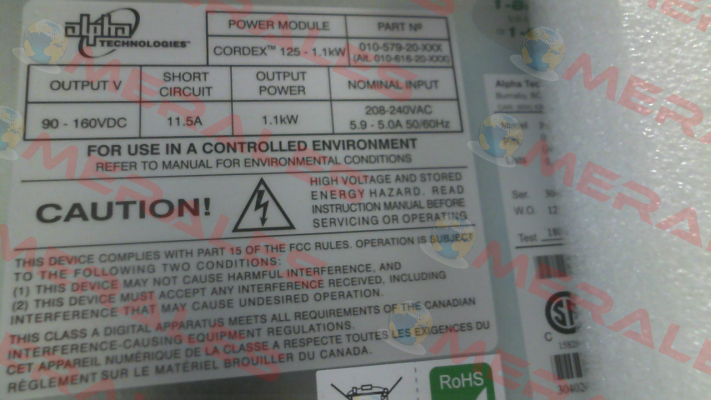 alpha
TECHNOLOGIES™
POWER MODULE
PART Nº
CORDEX™ 125 - 1.1kW
010-579-20-XXX
(Alt. 010-616-20-XXX)
OUTPUT V
SHORT CIRCUIT
OUTPUT POWER
NOMINAL INPUT
90 - 160VDC
11.5A
1.1kW
208-240VAC
5.9 - 5.0A 50/60Hz
FOR USE IN A CONTROLLED ENVIRONMENT
REFER TO MANUAL FOR ENVIRONMENTAL CONDITIONS
CAUTION!
HIGH VOLTAGE AND STORED
ENERGY HAZARD. READ
INSTRUCTION MANUAL BEFORE
SERVICING OR OPERATING
THIS DEVICE COMPLIES WITH PART 15 OF THE FCC RULES. OPERATION IS SUBJECT
TO THE FOLLOWING TWO CONDITIONS:
(1) THIS DEVICE MAY NOT CAUSE HARMFUL INTERFERENCE, AND
(2) THIS DEVICE MUST ACCEPT ANY INTERFERENCE RECEIVED, INCLUDING
INTERFERENCE THAT MAY CAUSE UNDESIRED OPERATION.
THIS CLASS A DIGITAL APPARATUS MEETS ALL REQUIREMENTS OF THE CANADIAN
INTERFERENCE-CAUSING EQUIPMENT REGULATIONS.
CET APPAREIL NUMÉRIQUE DE LA CLASSE A RESPECTE TOUTES LES EXIGENCES DU
RÈGLEMENT SUR LE MATÉRIEL BROUILLER DU CANADA.
RoHS
Alpha Tec
Burnaby, BC
Model
Ser.
W.O.
Test
MERALES